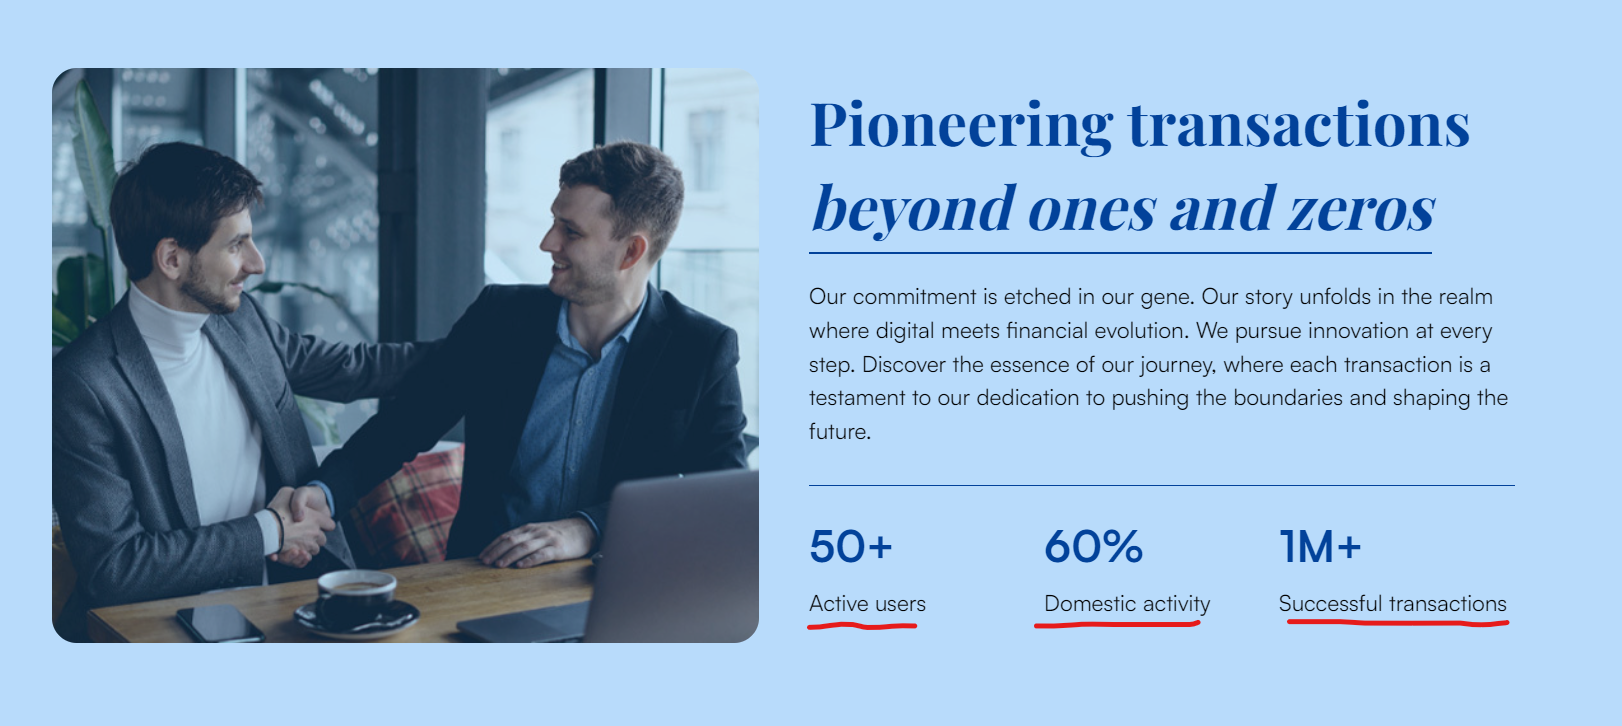 Pioneering transactions
beyond ones and zeros
Our commitment is etched in our gene. Our story unfolds in the realm
where digital meets financial evolution. We pursue innovation at every
step. Discover the essence of our journey, where each transaction is a
testament to our dedication to pushing the boundaries and shaping the
future.
50+ 60% 1M+
Active users Domestic activity Successful transactions